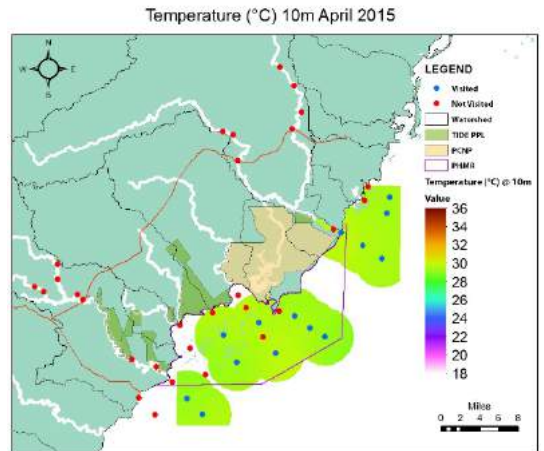 Temperature (°C) 10m April 2015
N
W E
S
LEGEND
Visited
Not Visited
Watershed
TIDE PPL
PCNP
PHMR
Temperature (°C) @ 10m
Value
36
34
32
30
28
26
24
22
20
18
Miles
0 2 4 6 8